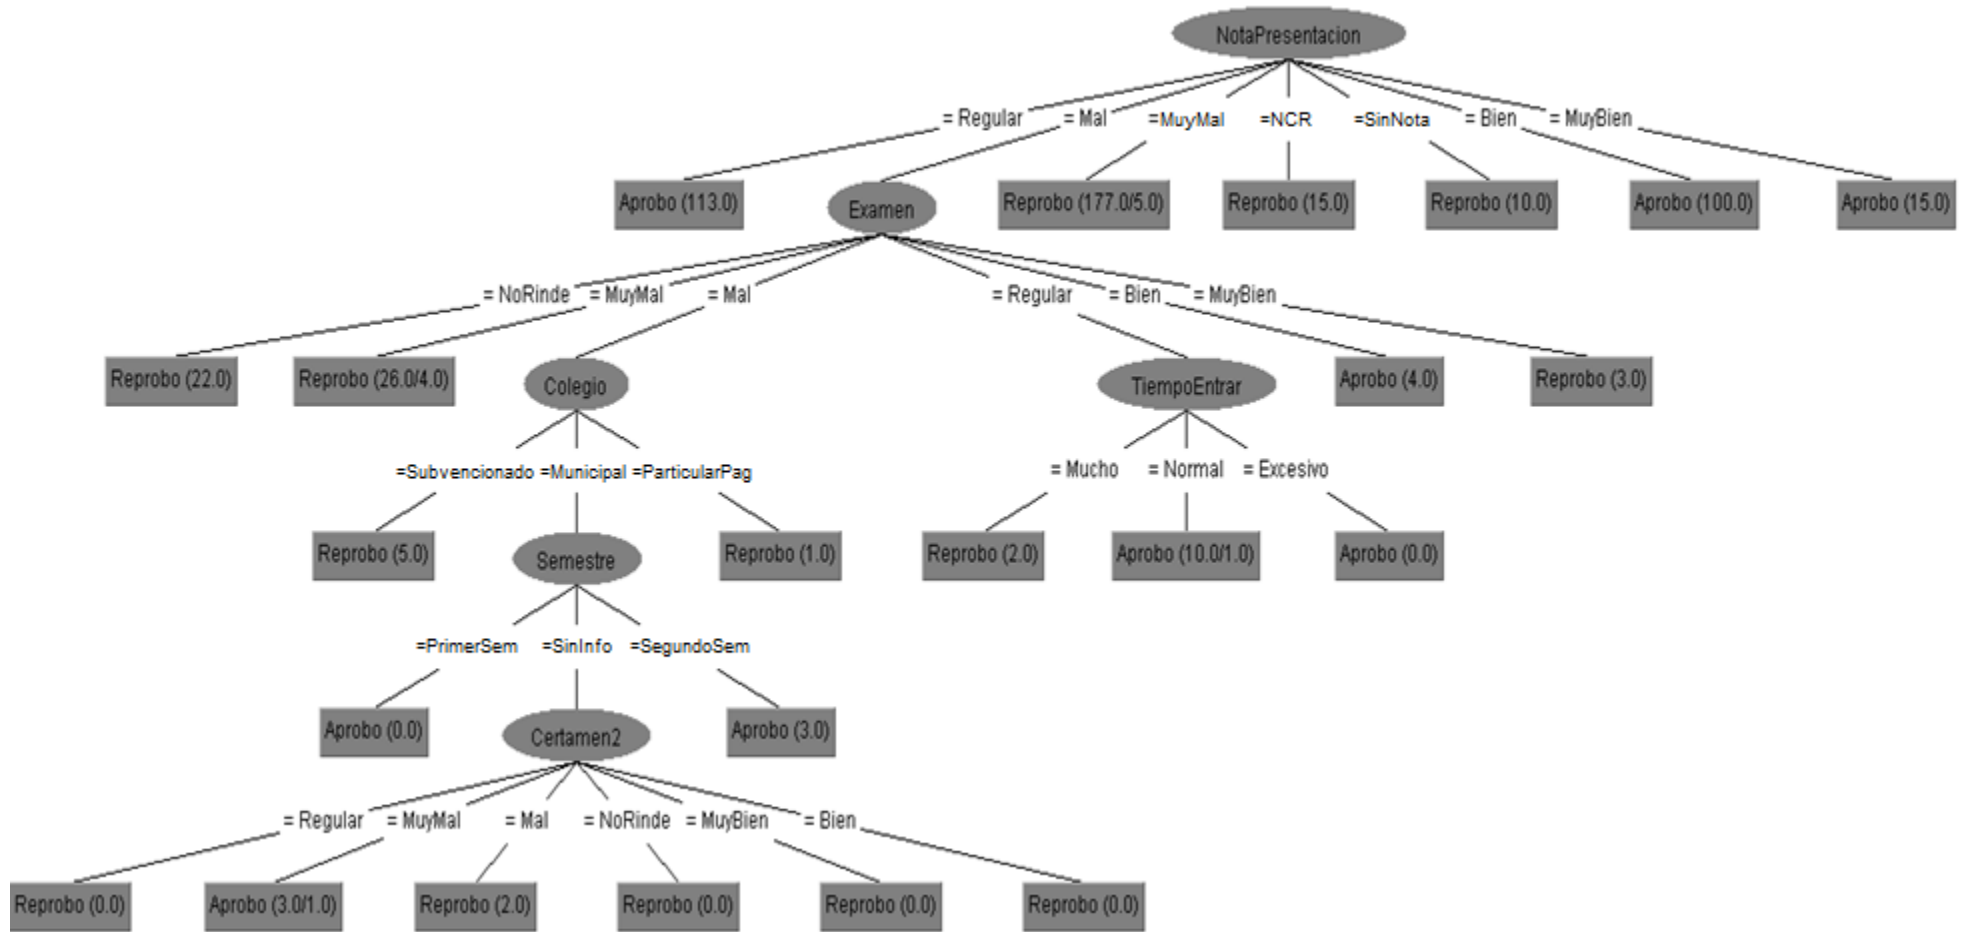 NotaPresentacion
= Regular = Mal =MuyMal =NCR =SinNota = Bien = MuyBien
Aprobo (113.0) Examen Reprobo (177.0/5.0) Reprobo (15.0) Reprobo (10.0) Aprobo (100.0) Aprobo (15.0)
= NoRinde = MuyMal = Mal = Regular = Bien = MuyBien
Reprobo (22.0) Reprobo (26.0/4.0) Colegio TiempoEntrar Aprobo (4.0) Reprobo (3.0)
=Subvencionado =Municipal =ParticularPag = Mucho = Normal = Excesivo
Reprobo (5.0) Semestre Reprobo (1.0) Reprobo (2.0) Aprobo (10.0/1.0) Aprobo (0.0)
=PrimerSem =SinInfo =SegundoSem
Aprobo (0.0) Certamen2 Aprobo (3.0)
= Regular = MuyMal = Mal = NoRinde = MuyBien = Bien
Reprobo (0.0) Aprobo (3.0/1.0) Reprobo (2.0) Reprobo (0.0) Reprobo (0.0) Reprobo (0.0)